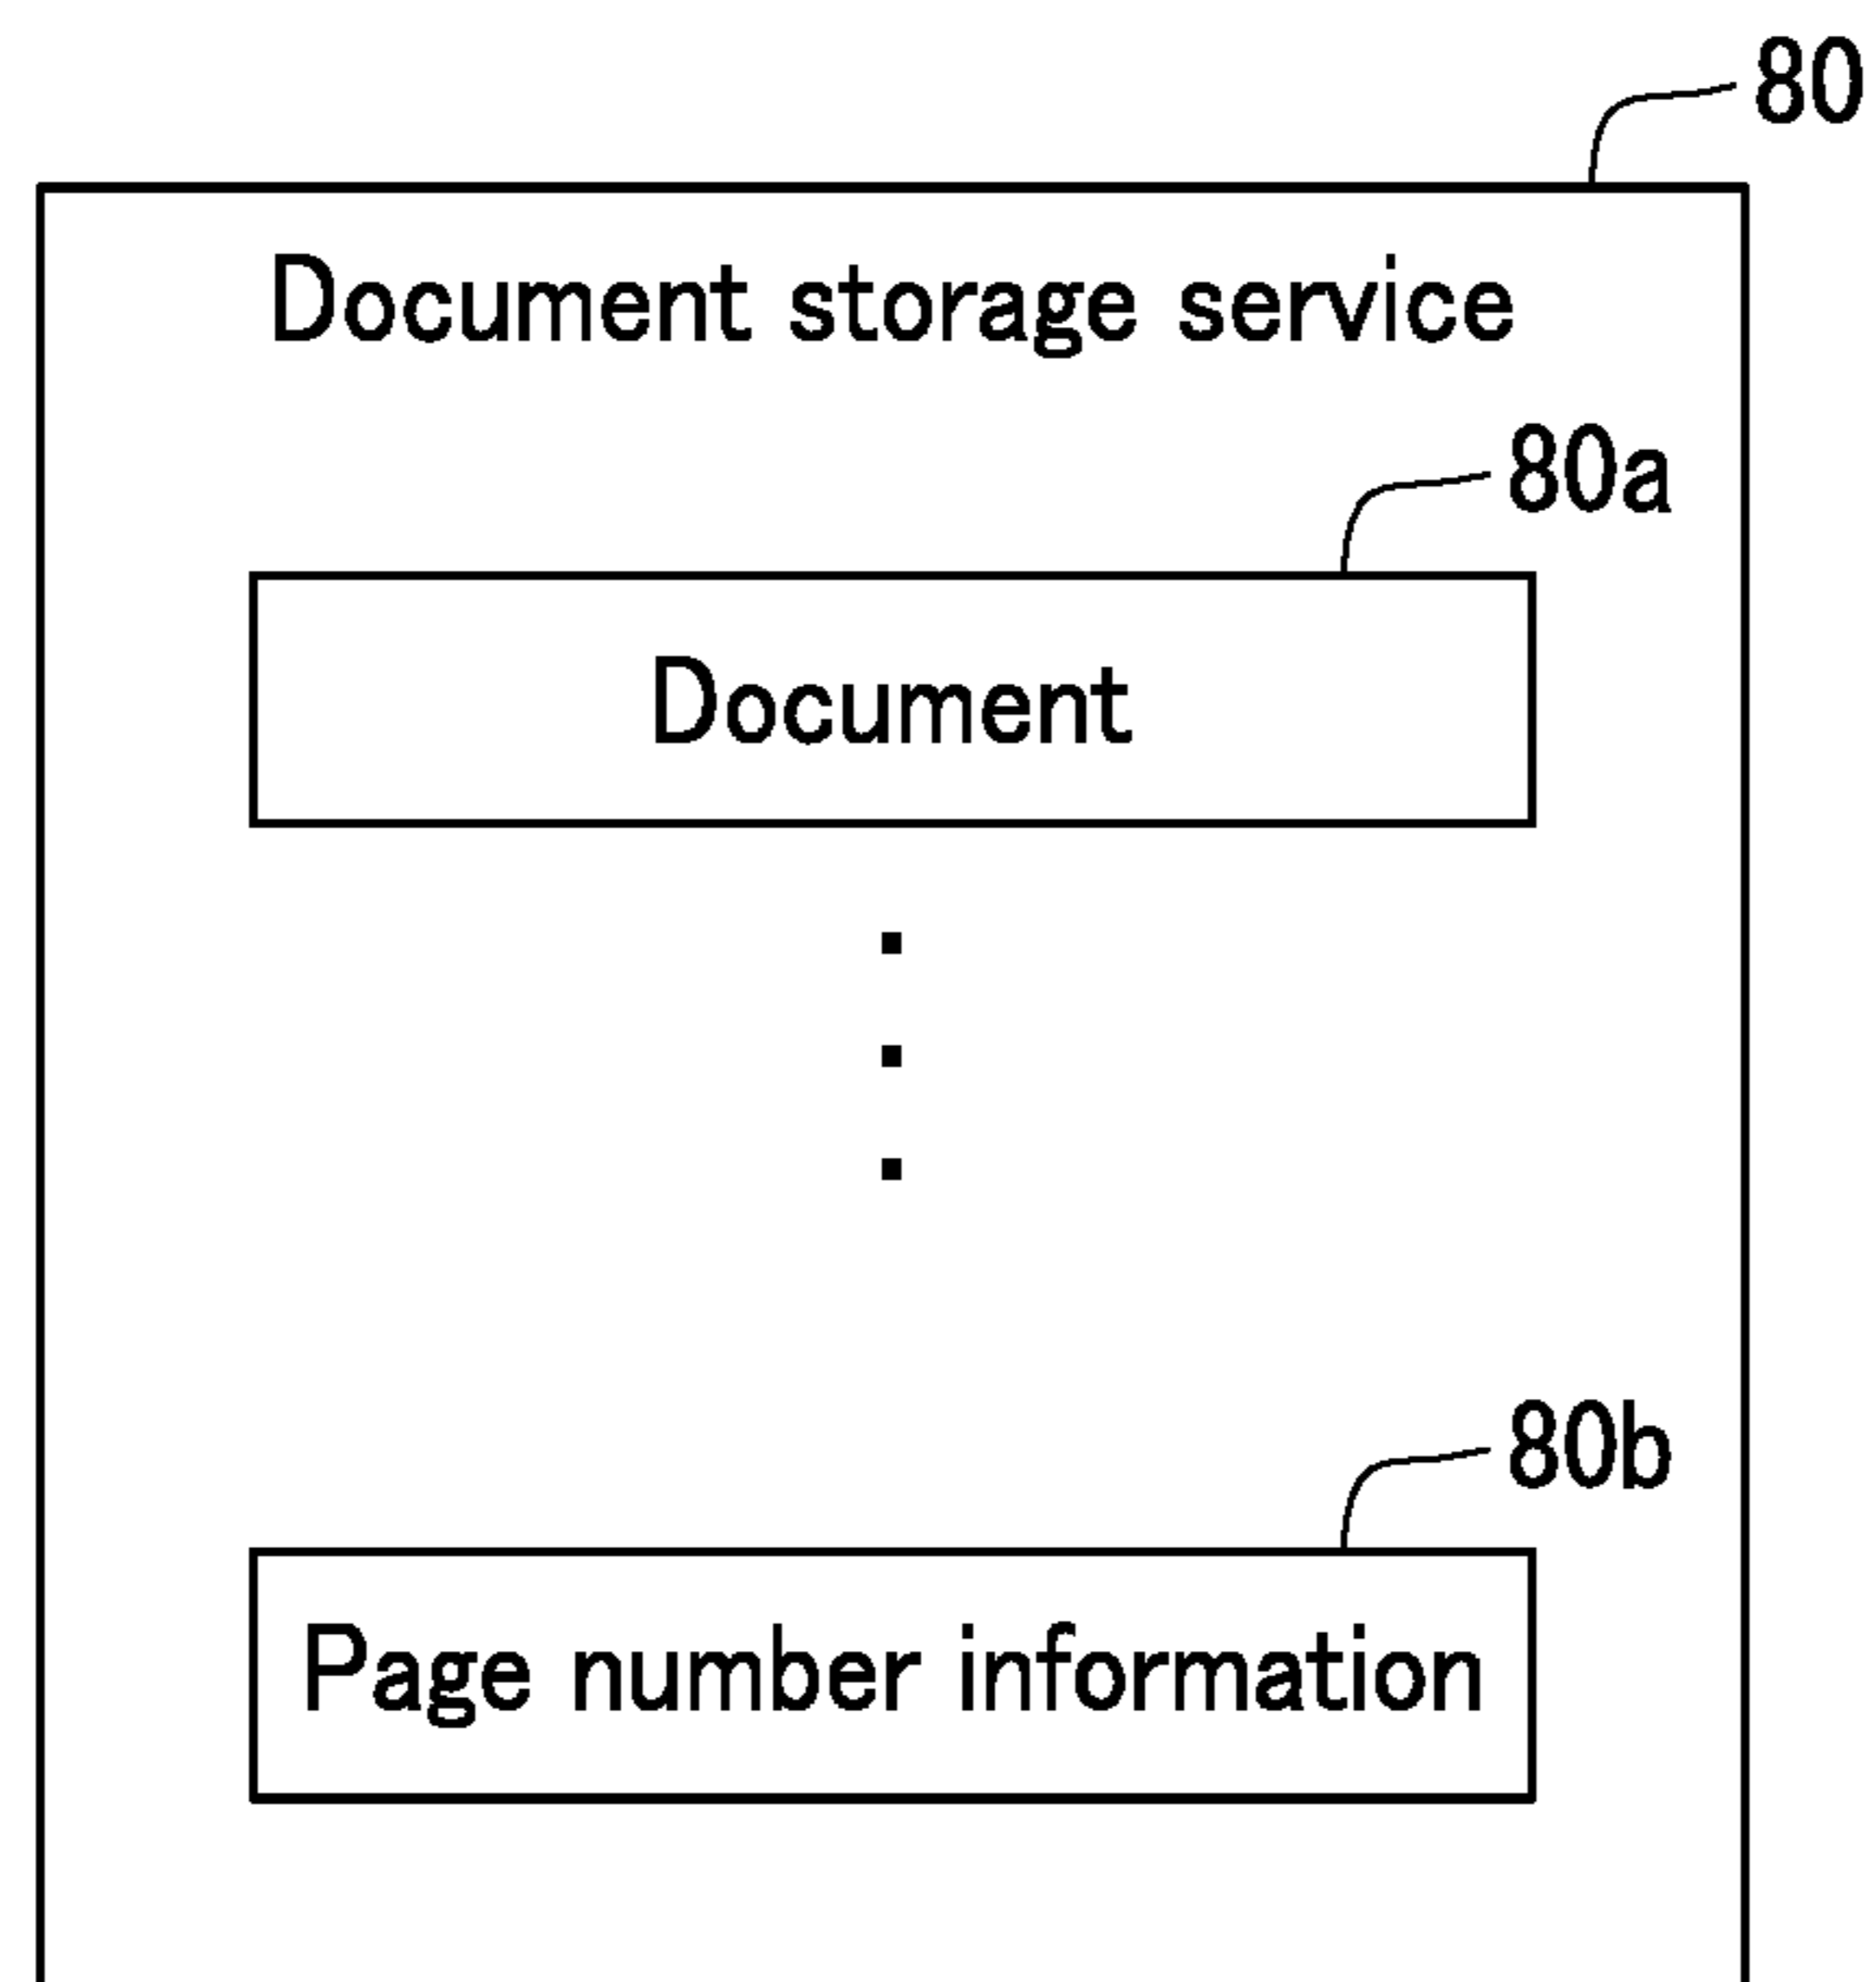 80
Document storage service
80a
Document
80b
Page number information